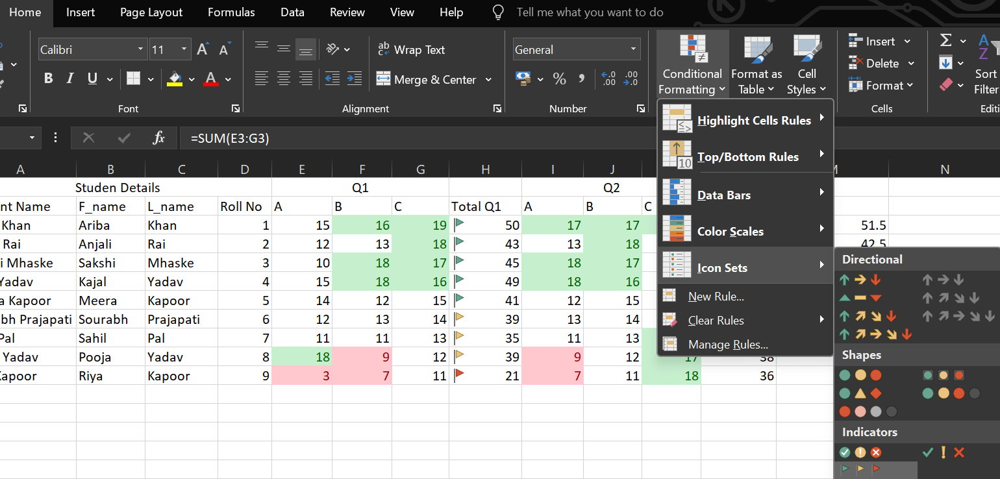 Home Insert Page Layout Formulas Data Review View Help Tell me what you want to do
Calibri 11 A A ab c Wrap Text General Conditional Formatting Format as Table Cell Styles Insert Delete Format Σ A Z Sort Filter
B I U A Merge & Center % , .0 .00 .00 .0
Font Alignment Number Cells Editi
fx =SUM(E3:G3)
A B C D E F G H I J M N
Studen Details Q1 Q2
nt Name F_name L_name Roll No A B C Total Q1 A B C
Khan Ariba Khan 1 15 16 19 50 17 17 51.5
Rai Anjali Rai 2 12 13 18 43 13 18 42.5
i Mhaske Sakshi Mhaske 3 10 18 17 45 18 17
Yadav Kajal Yadav 4 15 18 16 49 18 16
a Kapoor Meera Kapoor 5 14 12 15 41 12 15
bh Prajapati Sourabh Prajapati 6 12 13 14 39 13 14
Pal Sahil Pal 7 11 11 13 35 11 13
Yadav Pooja Yadav 8 18 9 12 39 9 12 17 38
Kapoor Riya Kapoor 9 3 7 11 21 7 11 18 36
Highlight Cells Rules
Top/Bottom Rules
10
Data Bars
Color Scales
Icon Sets
New Rule...
Clear Rules
Manage Rules...
Directional
Shapes
Indicators